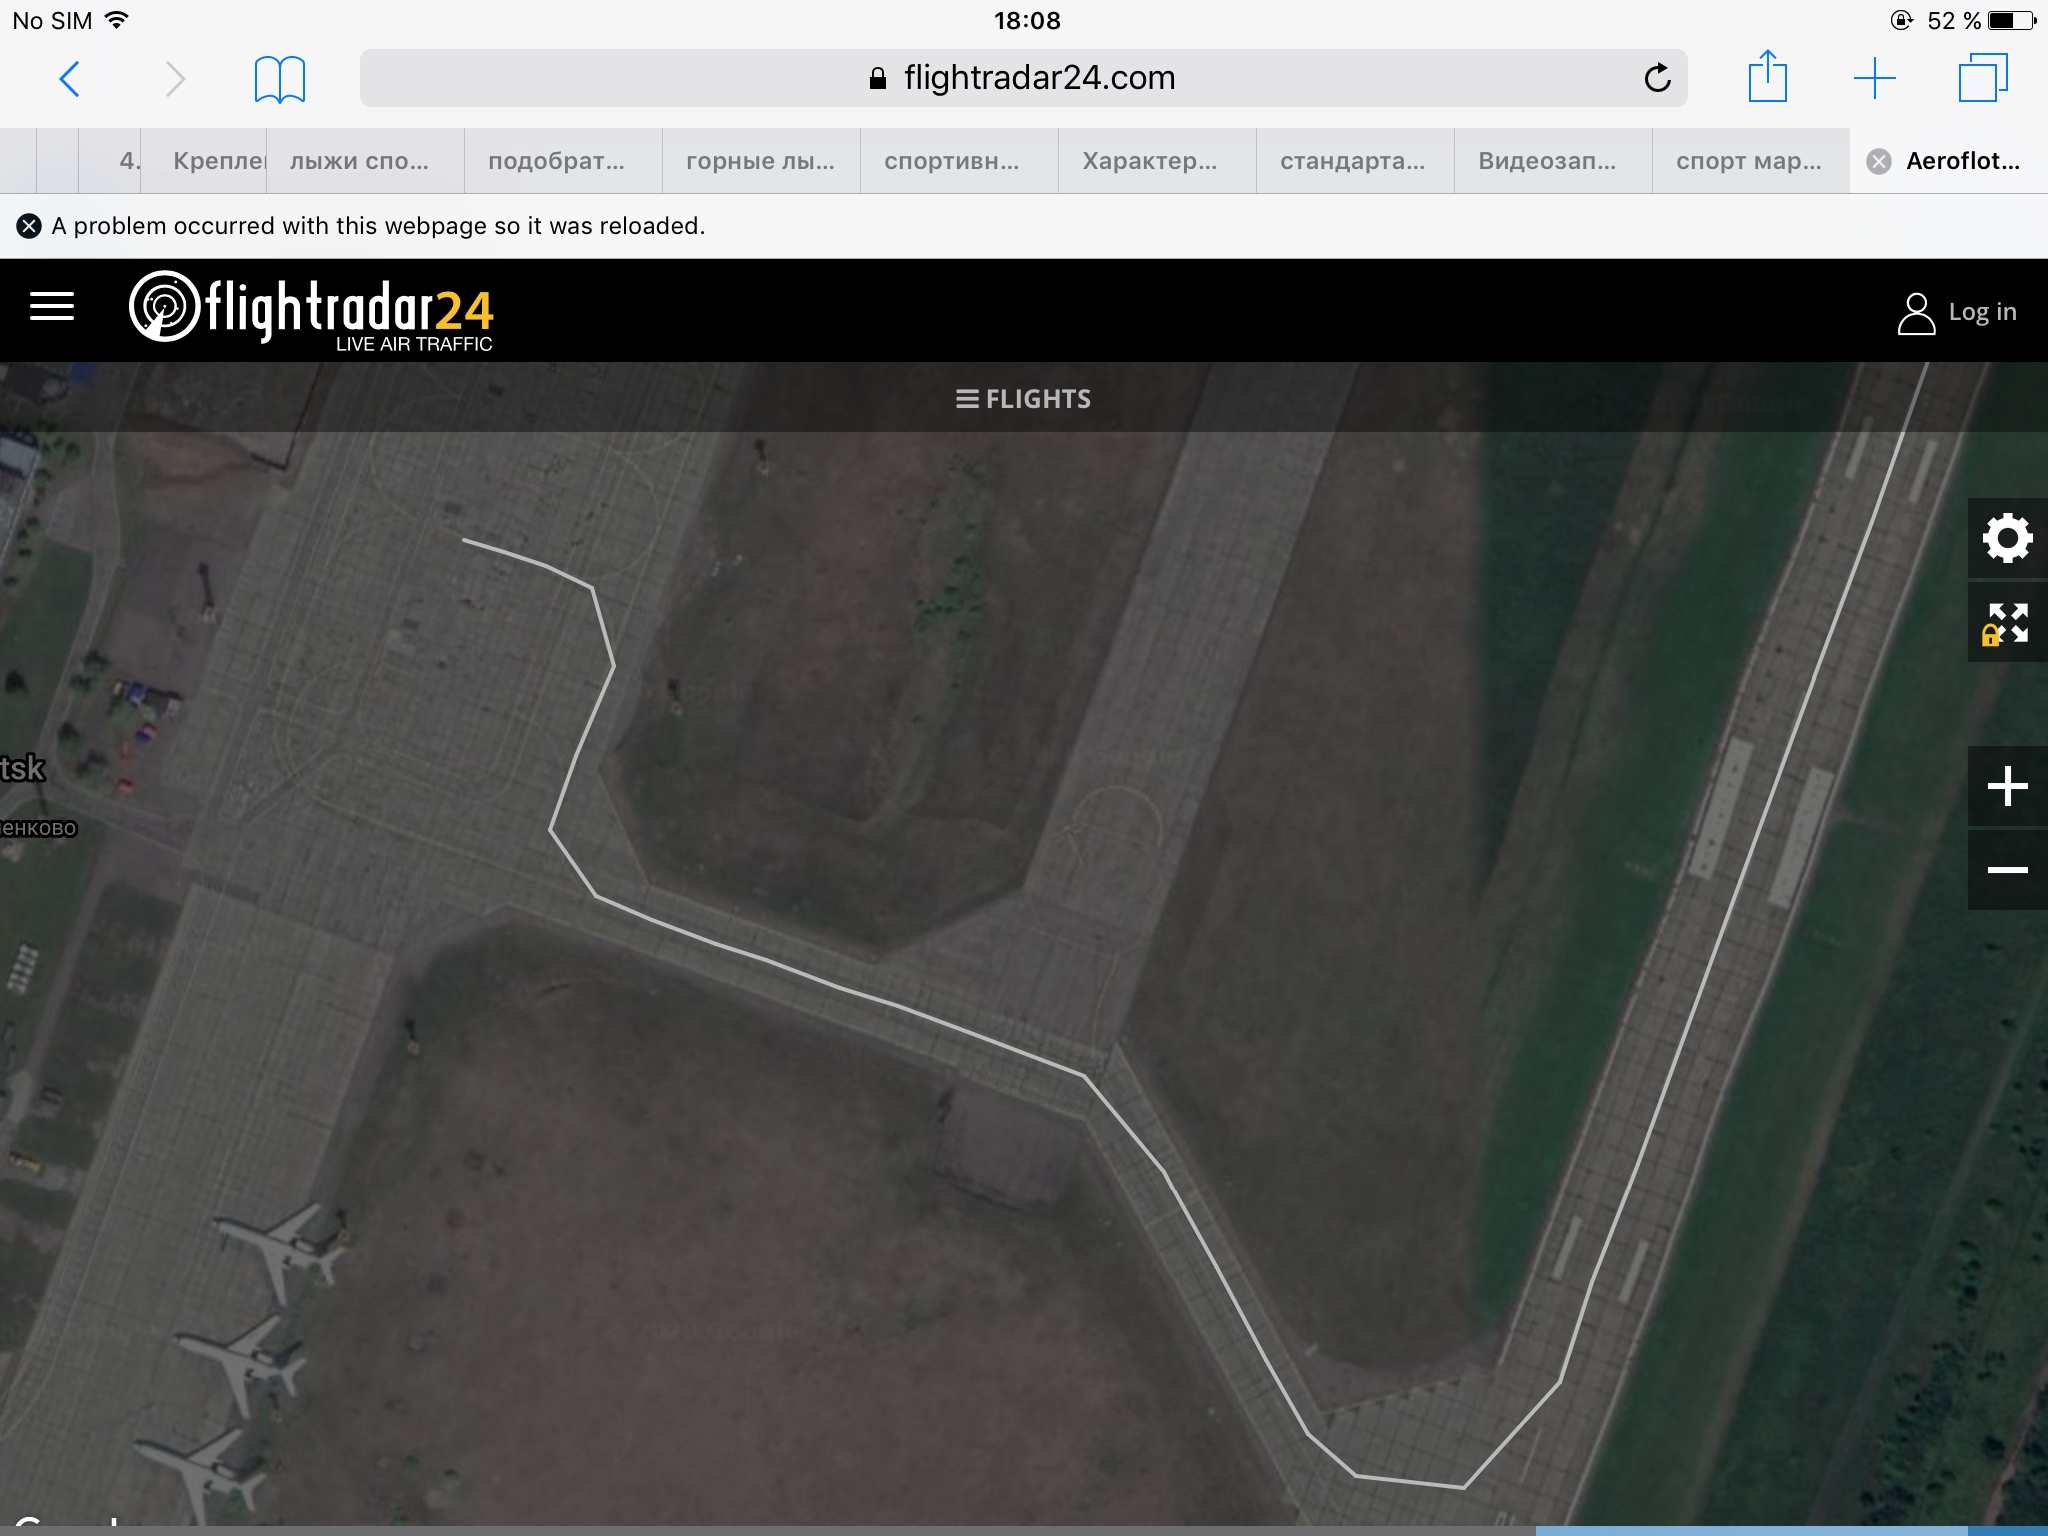 No SIM 18:08 52 %
flightradar24.com
4. Крепле лыжи спо... подобрат... горные лы... спортивн... Характер... стандарта... Видеозап... спорт мар... Aeroflot...
A problem occurred with this webpage so it was reloaded.
flightradar24 Log in
LIVE AIR TRAFFIC
FLIGHTS
tsk
енково